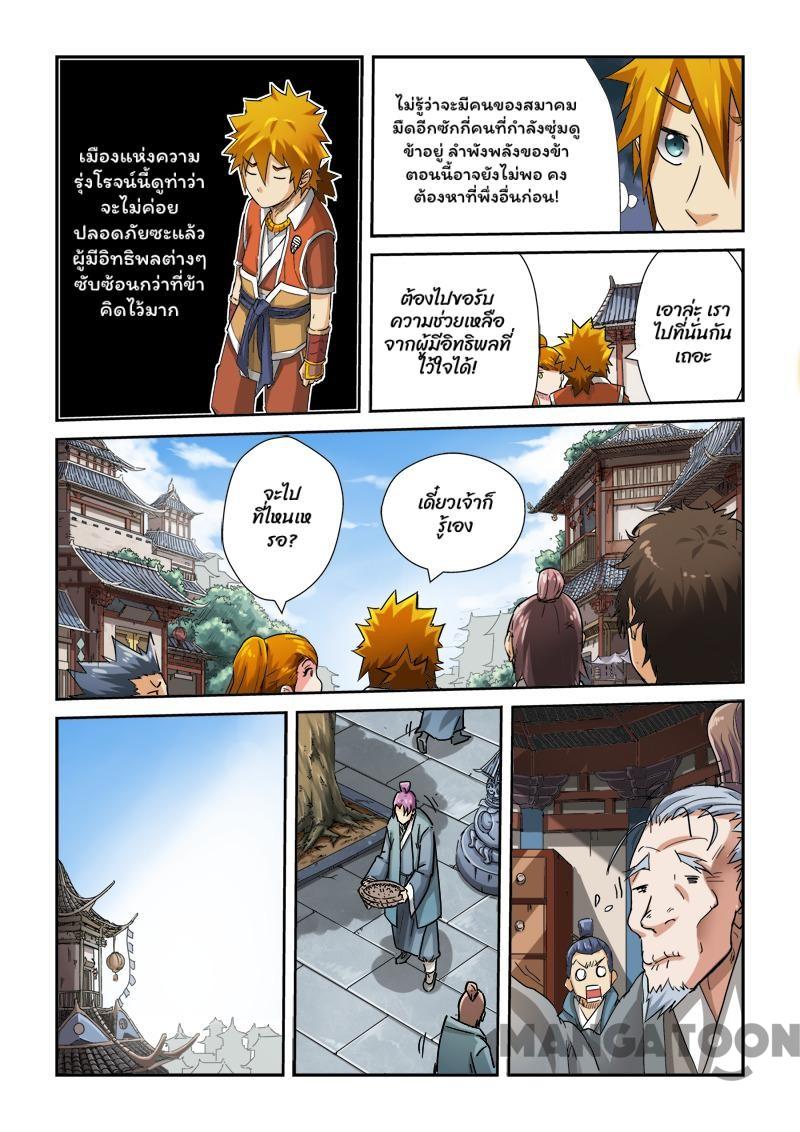 เมืองแห่งความ
รุ่งโรจน์นี้ดูท่าว่า
จะไม่ค่อย
ปลอดภัยซะแล้ว
ผู้มีอิทธิพลต่างๆ
ซับซ้อนกว่าที่ข้า
คิดไว้มาก
ไม่รู้ว่าจะมีคนของสมาคม
มืดอีกซักกี่คนที่กำลังซุ่มดู
ข้าอยู่ ลำพังพลังของข้า
ตอนนี้อาจยังไม่พอ คง
ต้องหาที่พึ่งอื่นก่อน!
ต้องไปขอรับ
ความช่วยเหลือ
จากผู้มีอิทธิพลที่
ไว้ใจได้!
เอาล่ะ เรา
ไปที่นั่นกัน
เถอะ
จะไป
ที่ไหนเห
รอ?
เดี๋ยวเจ้าก็
รู้เอง
MANGATOON